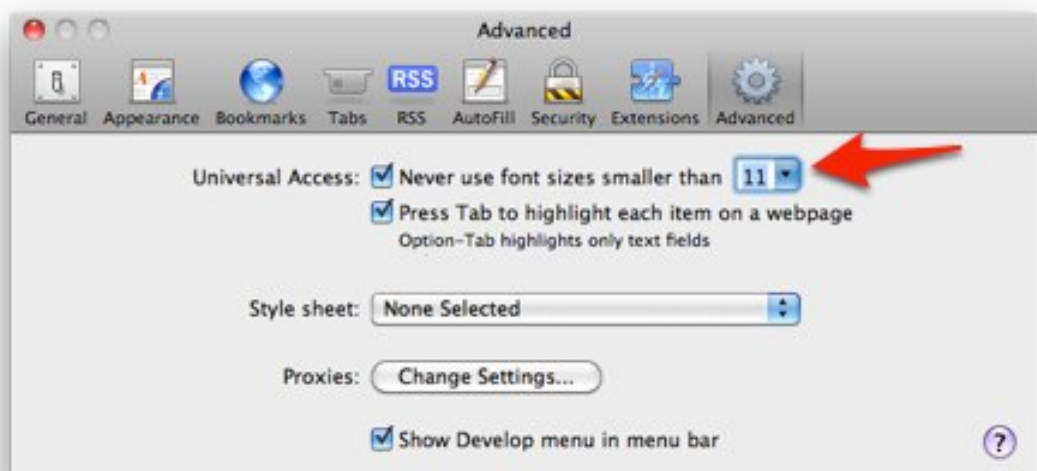 Advanced
RSS
General Appearance Bookmarks Tabs RSS AutoFill Security Extensions Advanced
Universal Access: Never use font sizes smaller than 11
Press Tab to highlight each item on a webpage
Option-Tab highlights only text fields
Style sheet: None Selected
Proxies: Change Settings...
Show Develop menu in menu bar
?